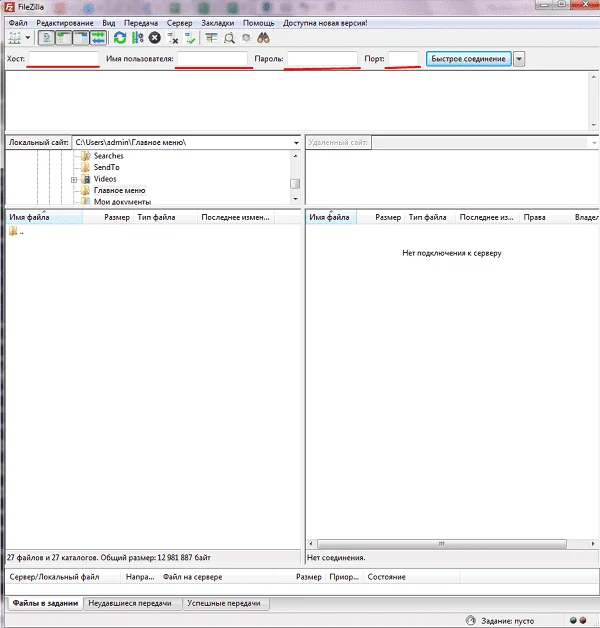 FileZilla
Файл Редактирование Вид Передача Сервер Закладки Помощь Доступна новая версия!
Хост: Имя пользователя: Пароль: Порт: Быстрое соединение
Локальный сайт: C:\Users\admin\Главное меню\ Удаленный сайт:
Searches
SendTo
Videos
Главное меню
Мои документы
Имя файла Размер Тип файла Последнее измен... Имя файла Размер Тип файла Последнее из... Права Владел
..
Нет подключения к серверу
27 файлов и 27 каталогов. Общий размер: 12 981 887 байт Нет соединения.
Сервер/Локальный файл Напра... Файл на сервере Размер Приор... Состояние
Файлы в задании Неудавшиеся передачи Успешные передачи
Задание: пусто